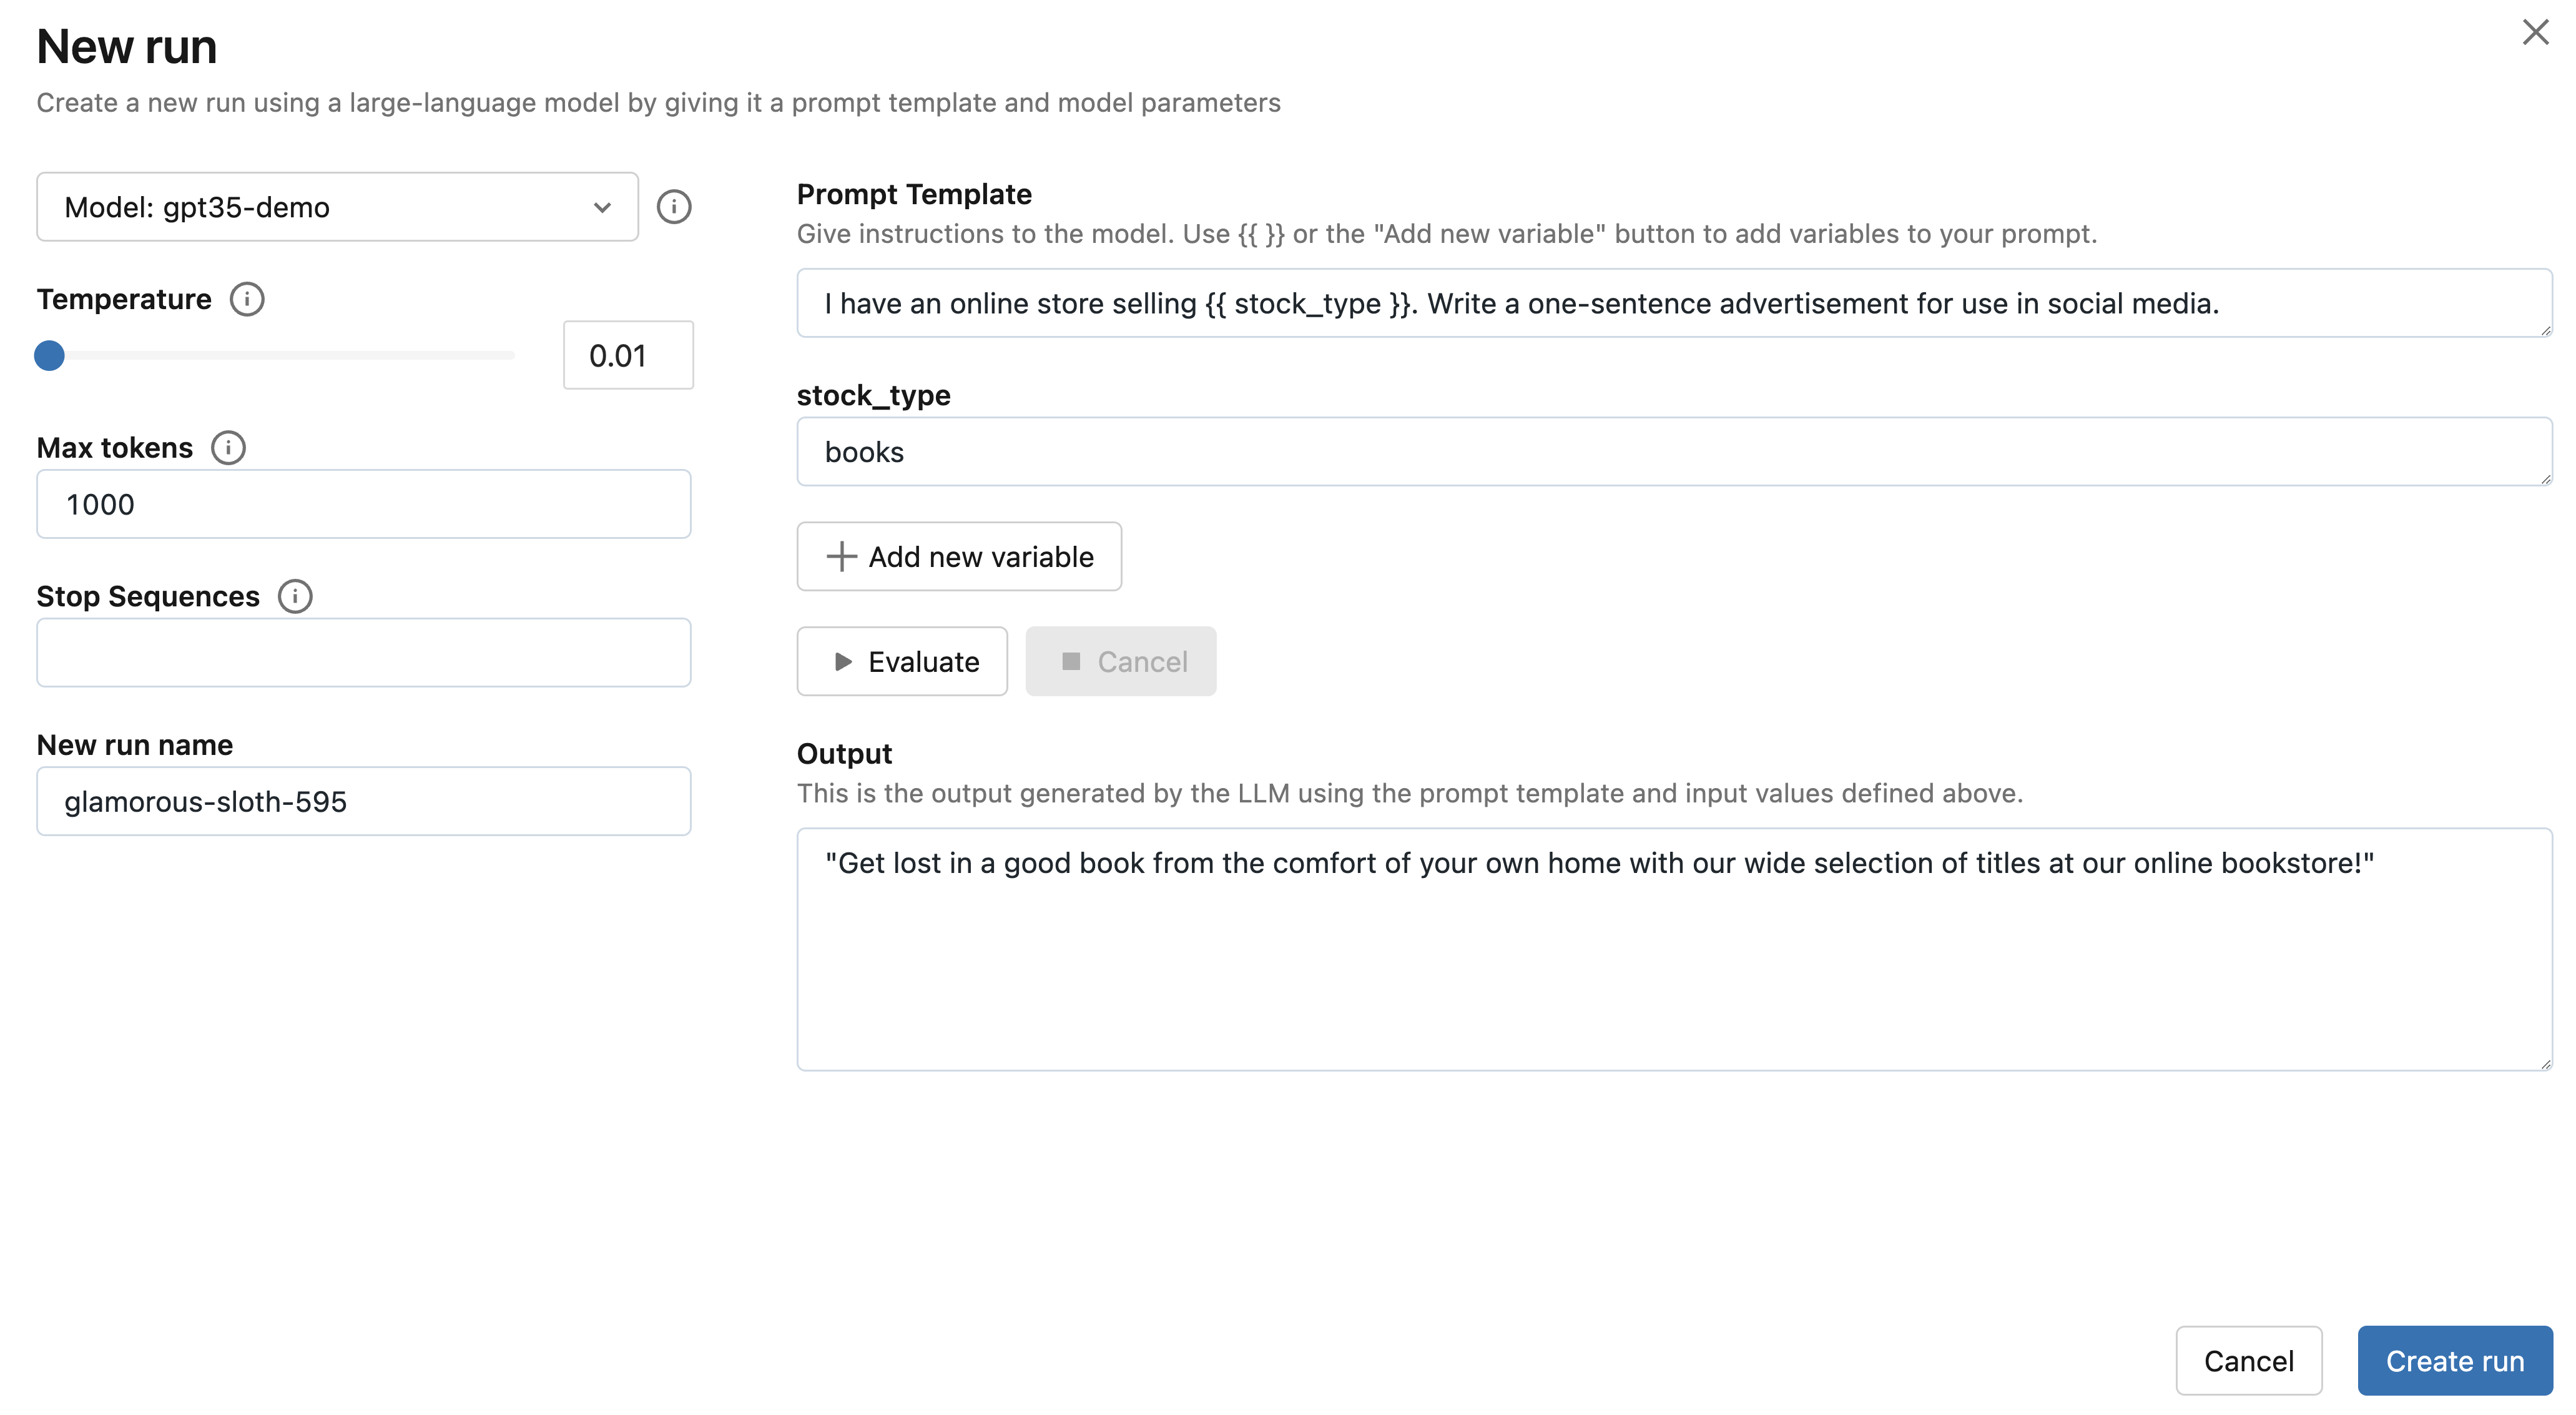 New run
Create a new run using a large-language model by giving it a prompt template and model parameters
Model: gpt35-demo
Temperature
0.01
Max tokens
1000
Stop Sequences
New run name
glamorous-sloth-595
Prompt Template
Give instructions to the model. Use {{ }} or the "Add new variable" button to add variables to your prompt.
I have an online store selling {{ stock_type }}. Write a one-sentence advertisement for use in social media.
stock_type
books
Add new variable
Evaluate
Cancel
Output
This is the output generated by the LLM using the prompt template and input values defined above.
"Get lost in a good book from the comfort of your own home with our wide selection of titles at our online bookstore!"
Cancel
Create run